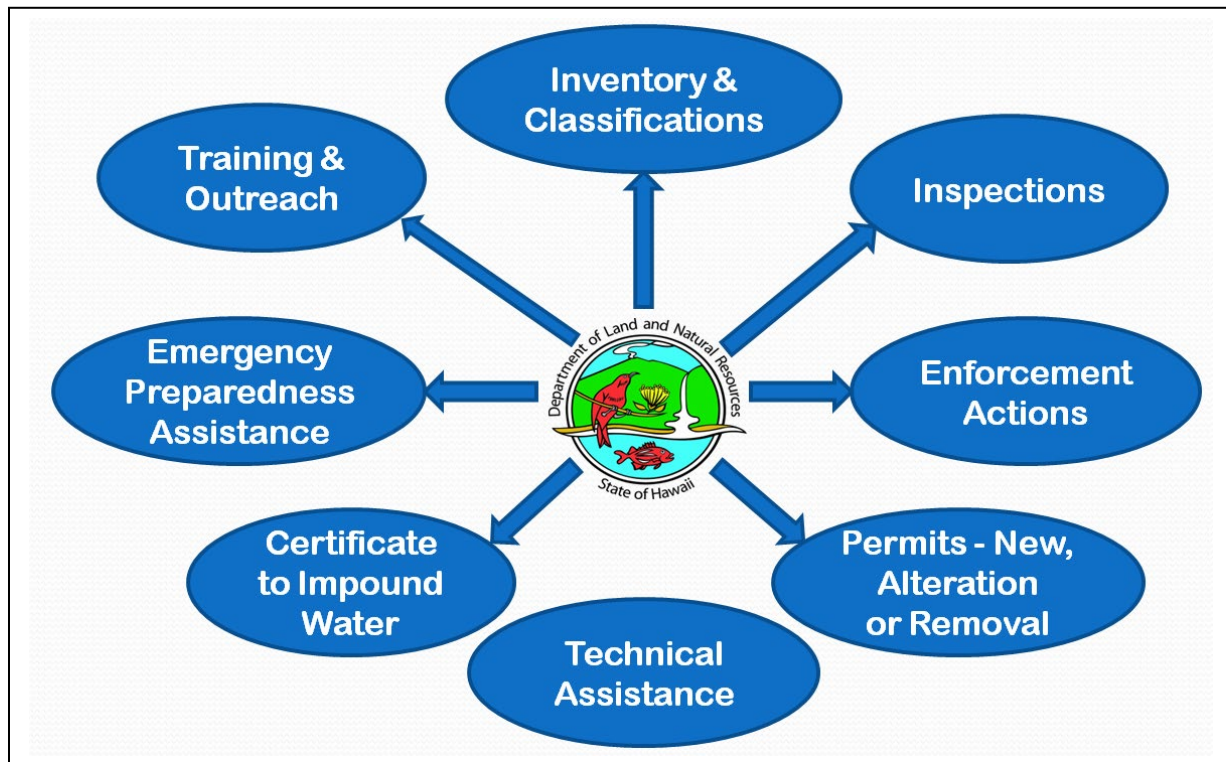 Inventory &
Classifications
Training &
Outreach
Inspections
Emergency
Preparedness
Assistance
Department of Land and Natural Resources
State of Hawaii
Enforcement
Actions
Certificate
to Impound
Water
Permits - New,
Alteration
or Removal
Technical
Assistance